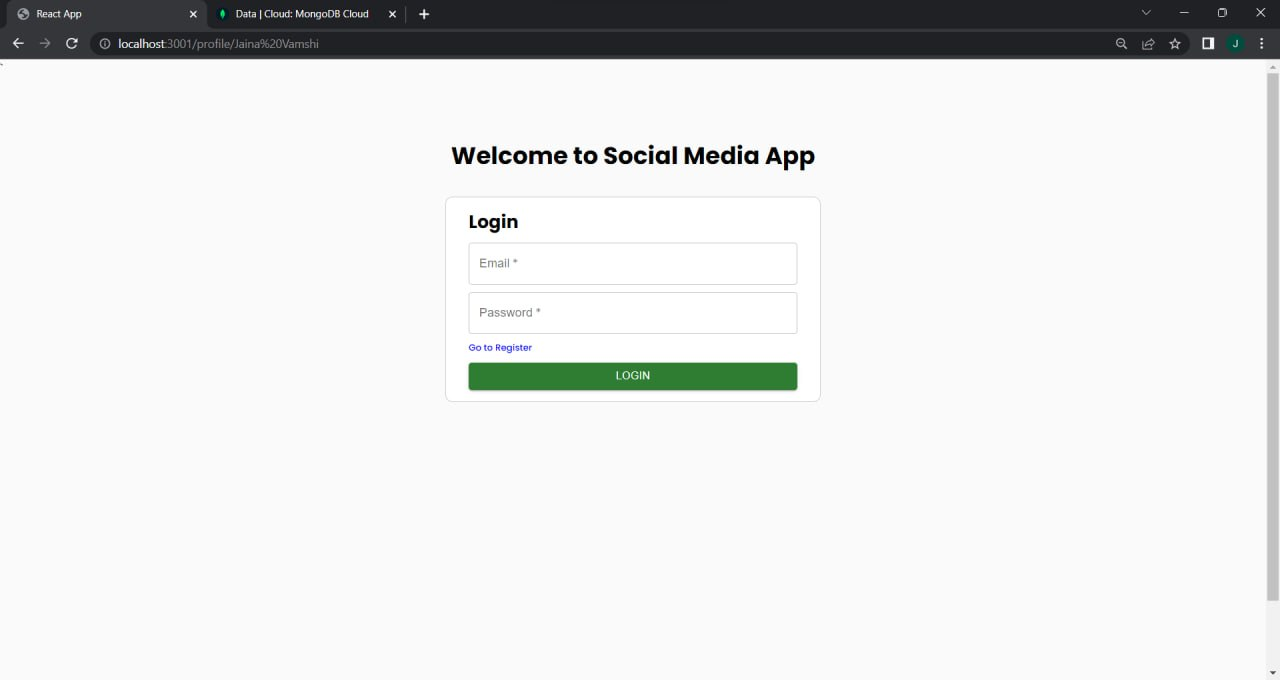 React App
Data | Cloud: MongoDB Cloud
localhost:3001/profile/Jaina%20Vamshi
J
`
Welcome to Social Media App
Login
Email *
Password *
Go to Register
LOGIN